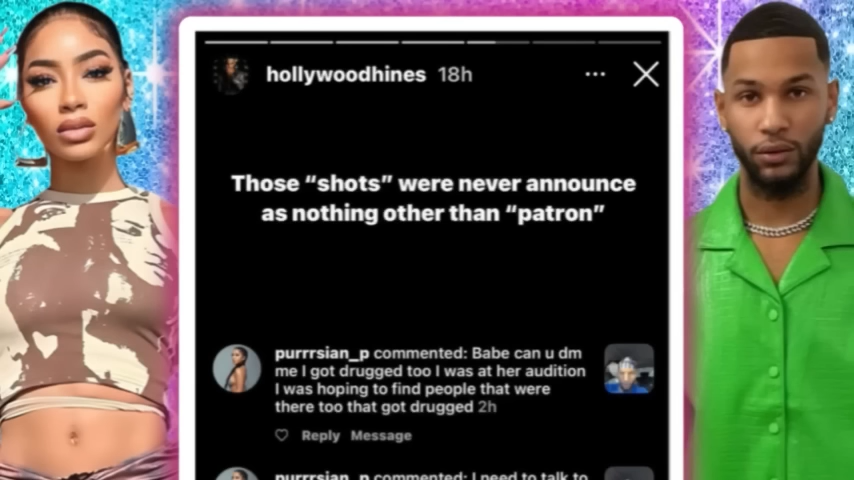 hollywoodhines 18h
Those “shots” were never announce
as nothing other than “patron”
purrrsian_p commented: Babe can u dm
me I got drugged too I was at her audition
I was hoping to find people that were
there too that got drugged 2h
Reply Message
purrrsian_p commented: I need to talk to